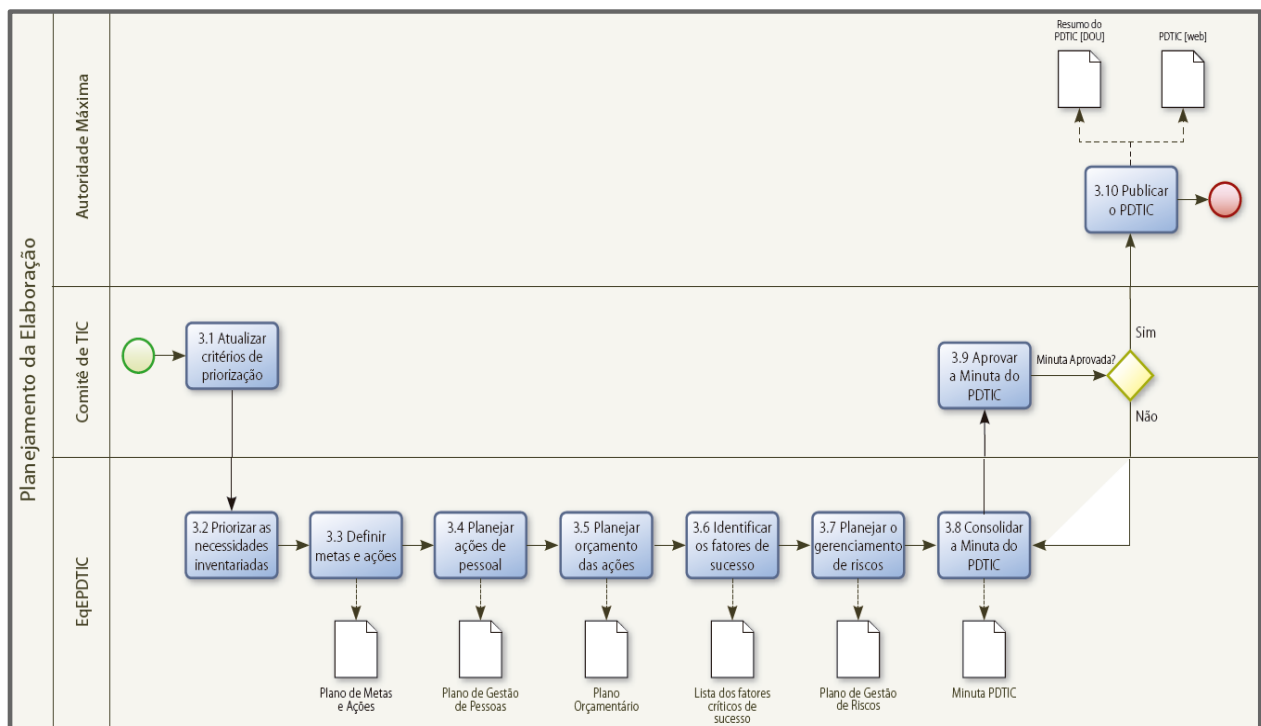 Planejamento da Elaboração
Autoridade Máxima
Resumo do
PDTIC [DOU]
PDTIC [web]
3.10 Publicar
o PDTIC
Comitê de TIC
3.1 Atualizar
critérios de
priorização
3.9 Aprovar
a Minuta do
PDTIC
Minuta Aprovada?
Sim
Não
EqEPDTIC
3.2 Priorizar as
necessidades
inventariadas
3.3 Definir
metas e ações
3.4 Planejar
ações de
pessoal
3.5 Planejar
orçamento
das ações
3.6 Identificar
os fatores de
sucesso
3.7 Planejar o
gerenciamento
de riscos
3.8 Consolidar
a Minuta do
PDTIC
Plano de Metas
e Ações
Plano de Gestão
de Pessoas
Plano
Orçamentário
Lista dos fatores
críticos de
sucesso
Plano de Gestão
de Riscos
Minuta PDTIC